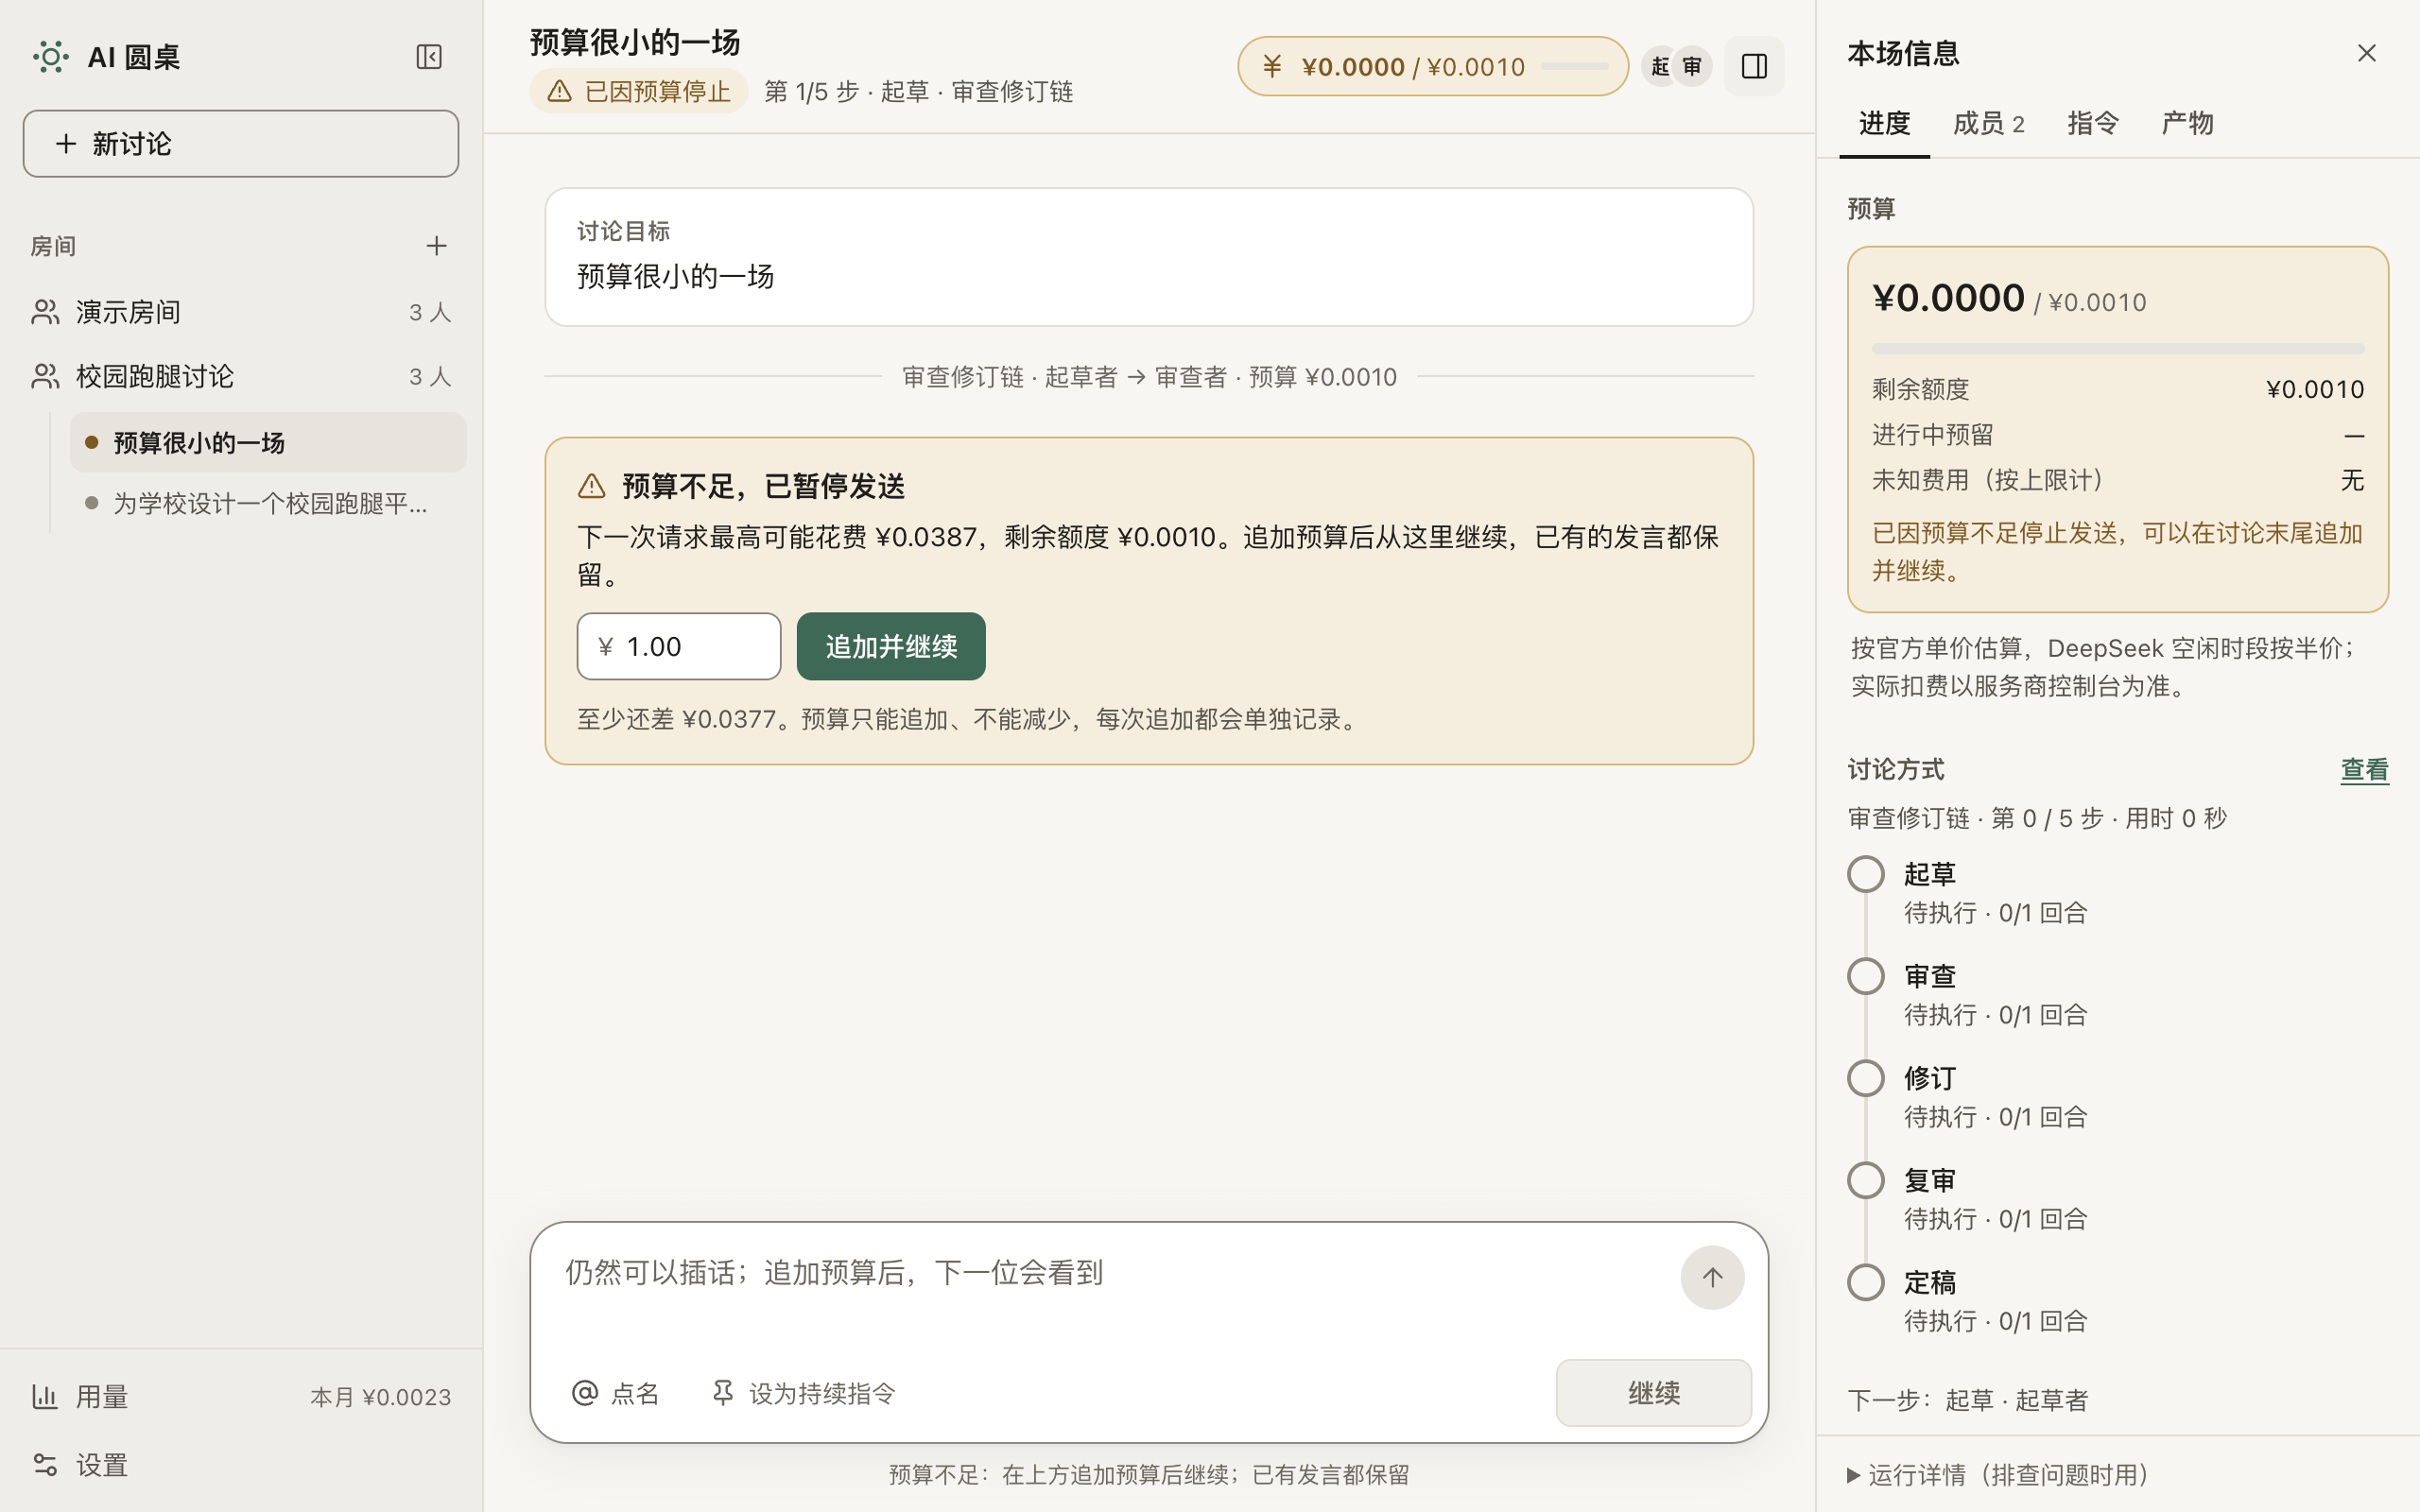 AI 圆桌
新讨论
房间
演示房间 3 人
校园跑腿讨论 3 人
预算很小的一场
为学校设计一个校园跑腿平...
用量 本月 ¥0.0023
设置
预算很小的一场
已因预算停止 第 1/5 步 · 起草 · 审查修订链
¥ ¥0.0000 / ¥0.0010
起 审
讨论目标
预算很小的一场
审查修订链 · 起草者 → 审查者 · 预算 ¥0.0010
预算不足，已暂停发送
下一次请求最高可能花费 ¥0.0387，剩余额度 ¥0.0010。追加预算后从这里继续，已有的发言都保
留。
¥ 1.00 追加并继续
至少还差 ¥0.0377。预算只能追加、不能减少，每次追加都会单独记录。
仍然可以插话；追加预算后，下一位会看到
@ 点名 设为持续指令 继续
预算不足：在上方追加预算后继续；已有发言都保留
本场信息
进度 成员 2 指令 产物
预算
¥0.0000 / ¥0.0010
剩余额度 ¥0.0010
进行中预留 —
未知费用（按上限计） 无
已因预算不足停止发送，可以在讨论末尾追加
并继续。
按官方单价估算，DeepSeek 空闲时段按半价；
实际扣费以服务商控制台为准。
讨论方式 查看
审查修订链 · 第 0 / 5 步 · 用时 0 秒
起草
待执行 · 0/1 回合
审查
待执行 · 0/1 回合
修订
待执行 · 0/1 回合
复审
待执行 · 0/1 回合
定稿
待执行 · 0/1 回合
下一步：起草 · 起草者
▶ 运行详情（排查问题时用）